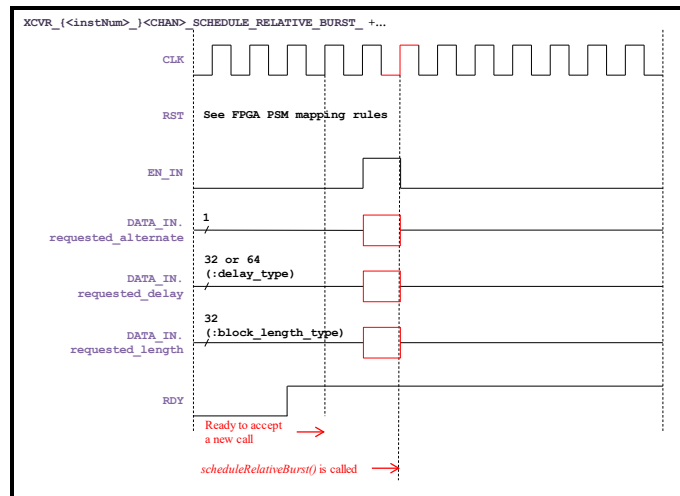 XCVR_{<instNum>_}<CHAN>_SCHEDULE_RELATIVE_BURST_ +...
CLK
RST See FPGA PSM mapping rules
EN_IN
1
DATA_IN.
requested_alternate
32 or 64
(:delay_type)
DATA_IN.
requested_delay
32
(:block_length_type)
DATA_IN.
requested_length
RDY
Ready to accept
a new call
scheduleRelativeBurst() is called